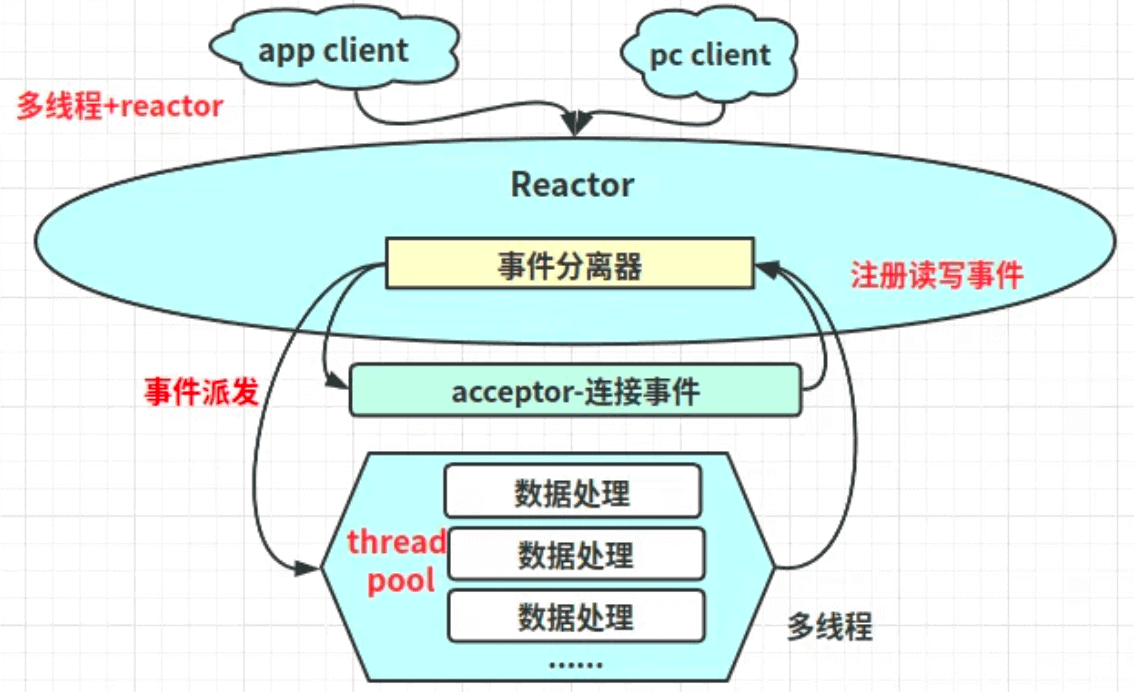 app client
pc client
多线程+reactor
Reactor
事件分离器
注册读写事件
事件派发
acceptor-连接事件
数据处理
thread
pool
数据处理
数据处理
......
多线程